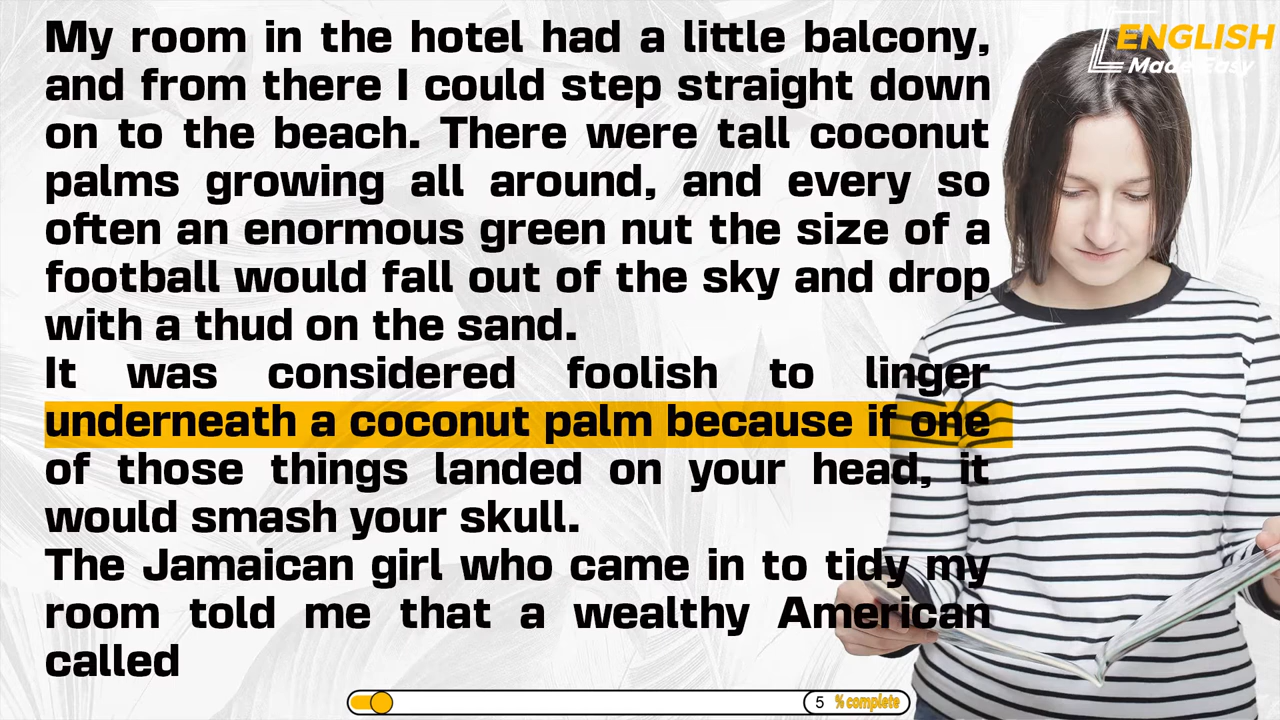 My room in the hotel had a little balcony,
and from there I could step straight down
on to the beach. There were tall coconut
palms growing all around, and every so
often an enormous green nut the size of a
football would fall out of the sky and drop
with a thud on the sand.
It was considered foolish to linger
underneath a coconut palm because if one
of those things landed on your head, it
would smash your skull.
The Jamaican girl who came in to tidy my
room told me that a wealthy American
called
ENGLISH
Made Easy
5 % complete